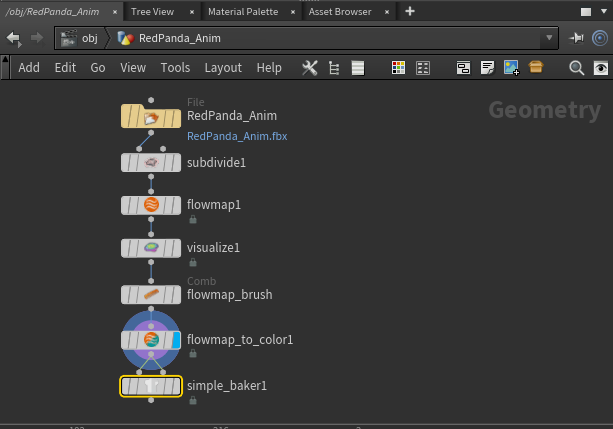 /obj/RedPanda_Anim × Tree View × Material Palette × Asset Browser × +
obj RedPanda_Anim
Add Edit Go View Tools Layout Help
Geometry
File
RedPanda_Anim
RedPanda_Anim.fbx
subdivide1
flowmap1
visualize1
Comb
flowmap_brush
flowmap_to_color1
simple_baker1